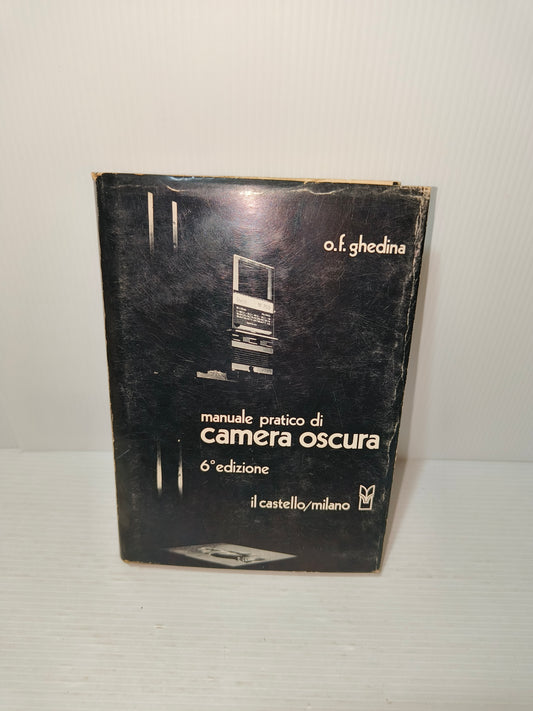 o.f. ghedina
manuale pratico di
camera oscura
6° edizione
il castello/milano